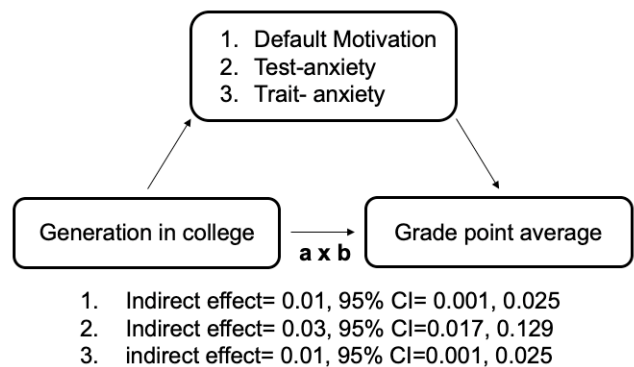 1. Default Motivation
2. Test-anxiety
3. Trait- anxiety
Generation in college
a x b
Grade point average
1. Indirect effect= 0.01, 95% CI= 0.001, 0.025
2. Indirect effect= 0.03, 95% CI=0.017, 0.129
3. indirect effect= 0.01, 95% CI=0.001, 0.025